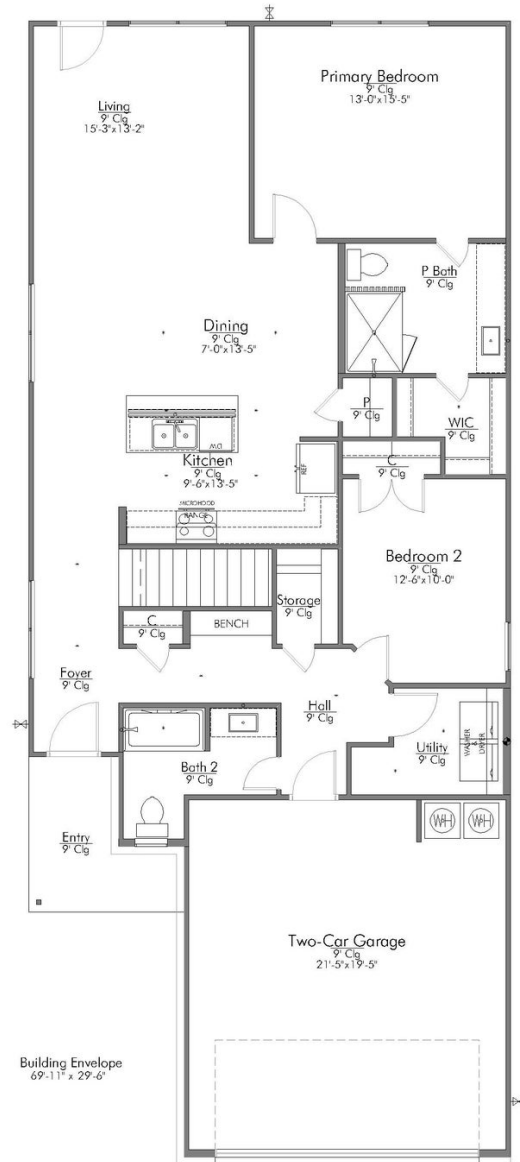 Primary Bedroom
9' Clg
13'-0"x15'-5"
Living
9' Clg
15'-3"x13'-2"
P Bath
9' Clg
Dining
9' Clg
7'-0"x13'-5"
P
9' Clg
WIC
9' Clg
DW
Kitchen
9' Clg
9'-6"x13'-5"
REF
C
9' Clg
MICROHOOD
RANGE
Bedroom 2
9' Clg
12'-6"x10'-0"
Storage
9' Clg
C
9' Clg
BENCH
Foyer
9' Clg
Hall
9' Clg
Utility
9' Clg
WASHER
&
DRYER
Bath 2
9' Clg
Entry
9' Clg
WH
WH
Two-Car Garage
9' Clg
21'-5"x19'-5"
Building Envelope
69'-11" x 29'-6"